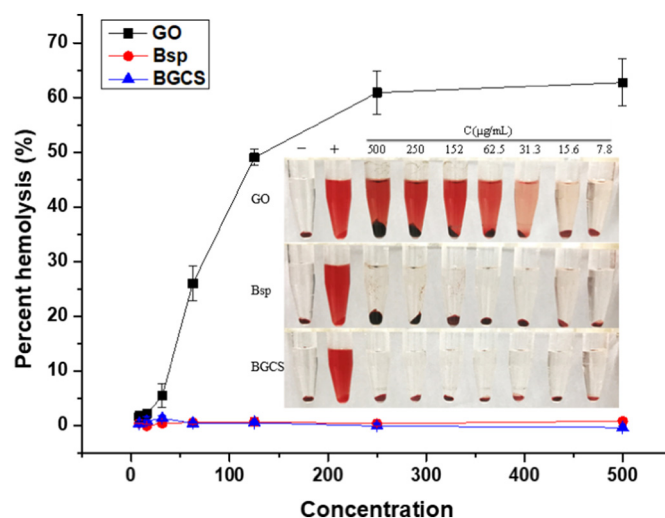 GO
Bsp
BGCS
70
60
50
40
30
20
10
0
Percent hemolysis (%)
C(μg/mL)
− + 500 250 152 62.5 31.3 15.6 7.8
GO
Bsp
BGCS
0 100 200 300 400 500
Concentration